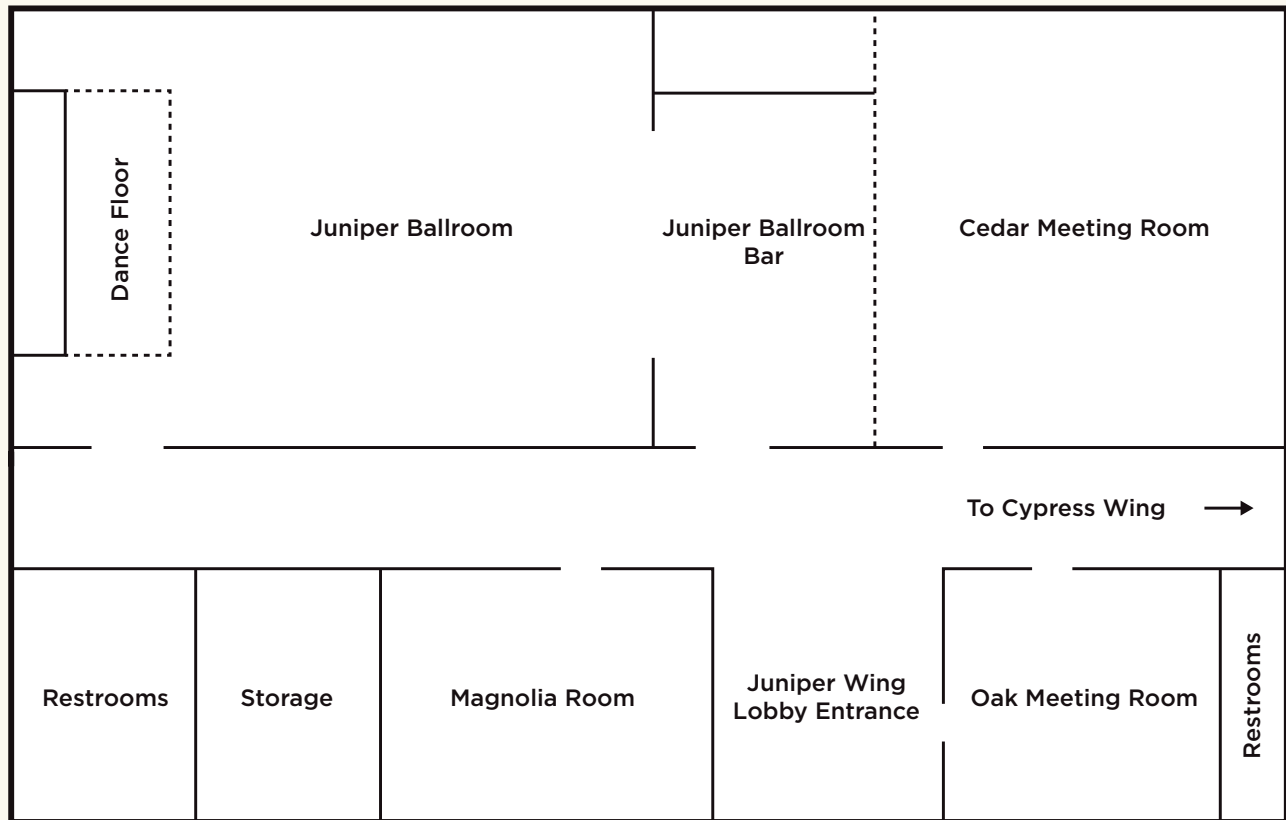 Dance Floor
Juniper Ballroom
Juniper Ballroom
Bar
Cedar Meeting Room
To Cypress Wing
Restrooms
Storage
Magnolia Room
Juniper Wing
Lobby Entrance
Oak Meeting Room
Restrooms